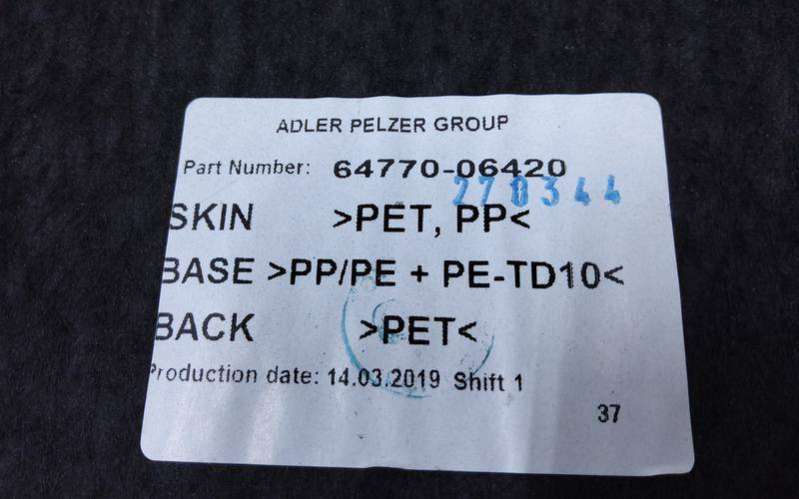 ADLER PELZER GROUP
Part Number: 64770-06420
270344
SKIN >PET, PP<
BASE >PP/PE + PE-TD10<
BACK >PET<
Production date: 14.03.2019 Shift 1
37